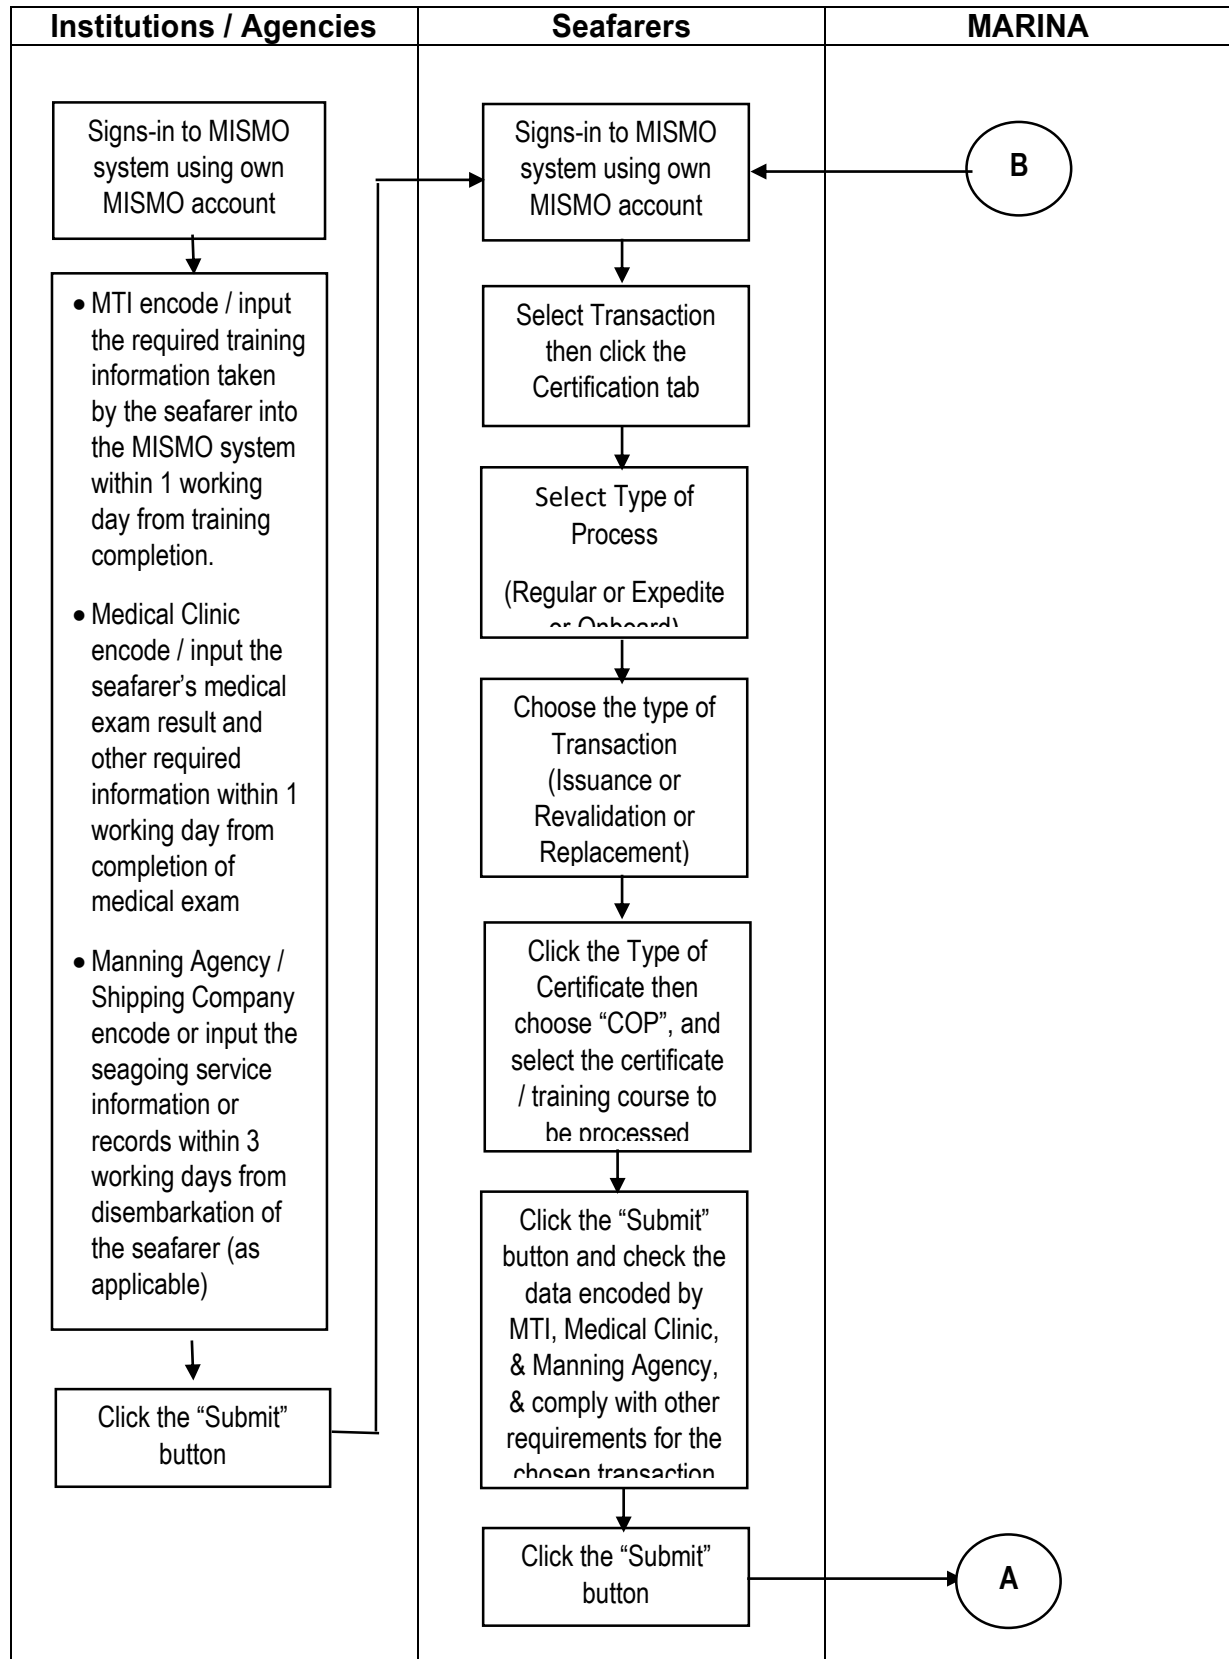 Institutions / Agencies
Seafarers
MARINA
Signs-in to MISMO
system using own
MISMO account
• MTI encode / input
the required training
information taken
by the seafarer into
the MISMO system
within 1 working
day from training
completion.
• Medical Clinic
encode / input the
seafarer’s medical
exam result and
other required
information within 1
working day from
completion of
medical exam
• Manning Agency /
Shipping Company
encode or input the
seagoing service
information or
records within 3
working days from
disembarkation of
the seafarer (as
applicable)
Click the “Submit”
button
Signs-in to MISMO
system using own
MISMO account
Select Transaction
then click the
Certification tab
Select Type of
Process
(Regular or Expedite
or Onboard)
Choose the type of
Transaction
(Issuance or
Revalidation or
Replacement)
Click the Type of
Certificate then
choose “COP”, and
select the certificate
/ training course to
be processed
Click the “Submit”
button and check the
data encoded by
MTI, Medical Clinic,
& Manning Agency,
& comply with other
requirements for the
chosen transaction
Click the “Submit”
button
B
A